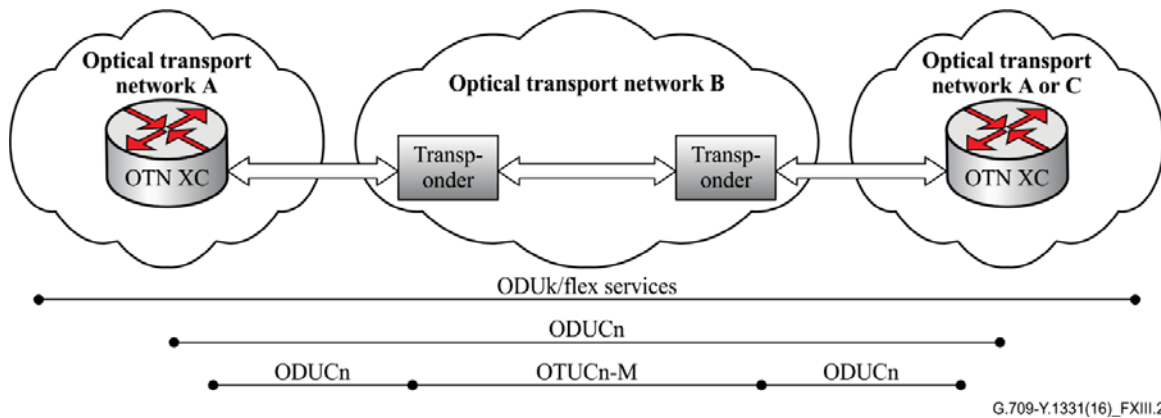 Optical transport
network A
Optical transport network B
Optical transport
network A or C
OTN XC
Transp-
onder
Transp-
onder
OTN XC
ODUk/flex services
ODUCn
ODUCn
OTUCn-M
ODUCn
G.709-Y.1331(16)_FXIII.2